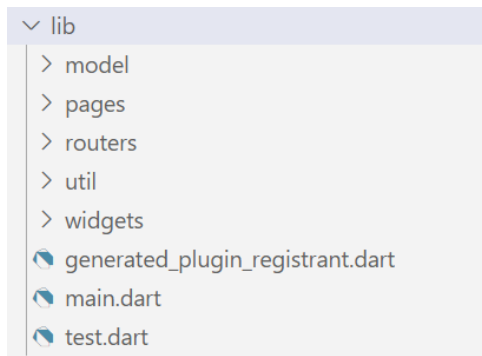 lib
model
pages
routers
util
widgets
generated_plugin_registrant.dart
main.dart
test.dart